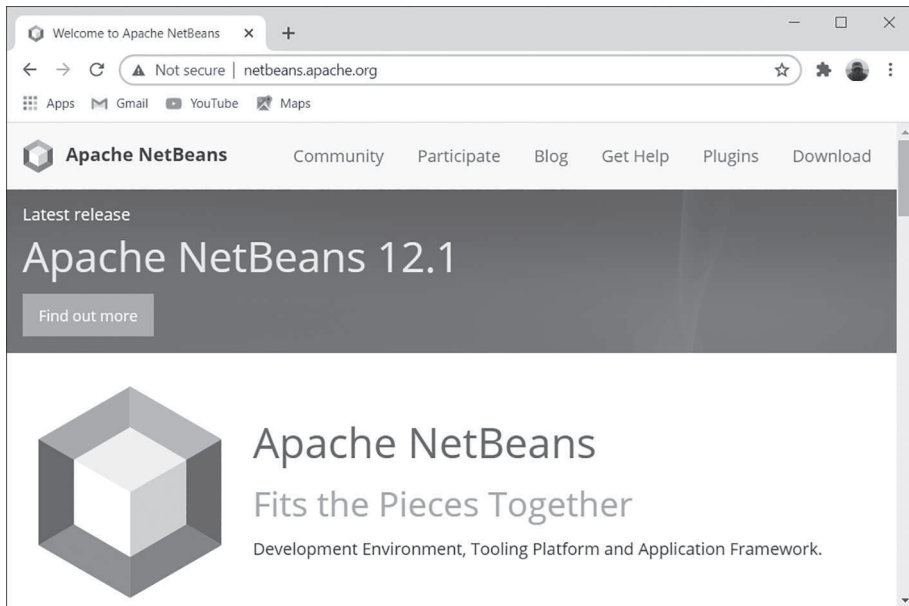 Welcome to Apache NetBeans
Not secure | netbeans.apache.org
Apps Gmail YouTube Maps
Apache NetBeans Community Participate Blog Get Help Plugins Download
Latest release
Apache NetBeans 12.1
Find out more
Apache NetBeans
Fits the Pieces Together
Development Environment, Tooling Platform and Application Framework.